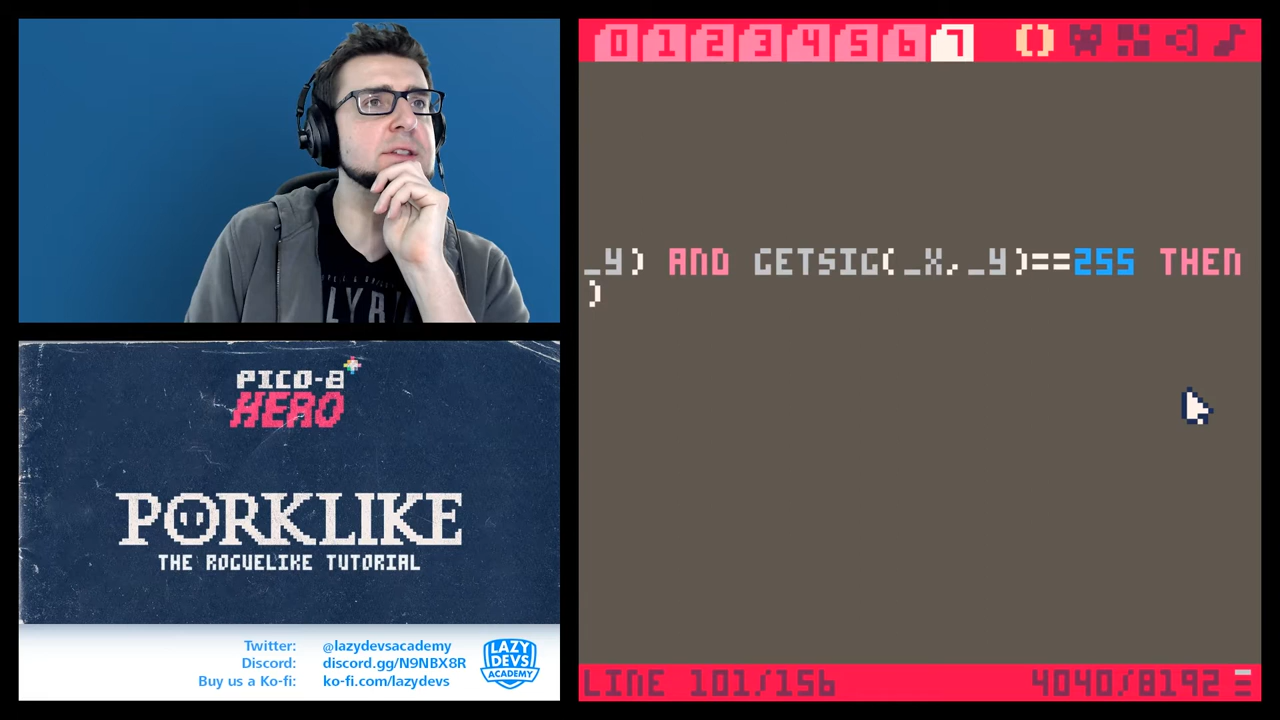 0 1 2 3 4 5 6 7
_Y) AND GETSIG(_X,_Y)==255 THEN
)
LYRI
PICO-8
HERO
PORKLIKE
THE ROGUELIKE TUTORIAL
Twitter: @lazydevsacademy
Discord: discord.gg/N9NBX8R
Buy us a Ko-fi: ko-fi.com/lazydevs
LAZY
DEVS
ACADEMY
LINE 101/156 4040/8192